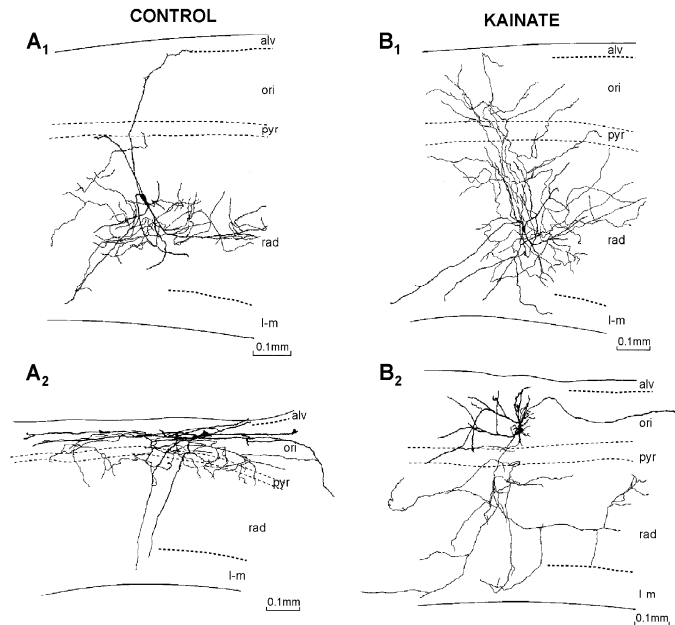 CONTROL
KAINATE
A1
alv
ori
pyr
rad
l-m
0.1mm
B1
alv
ori
pyr
rad
l-m
0.1mm
A2
alv
ori
pyr
rad
l-m
0.1mm
B2
alv
ori
pyr
rad
l m
0.1mm